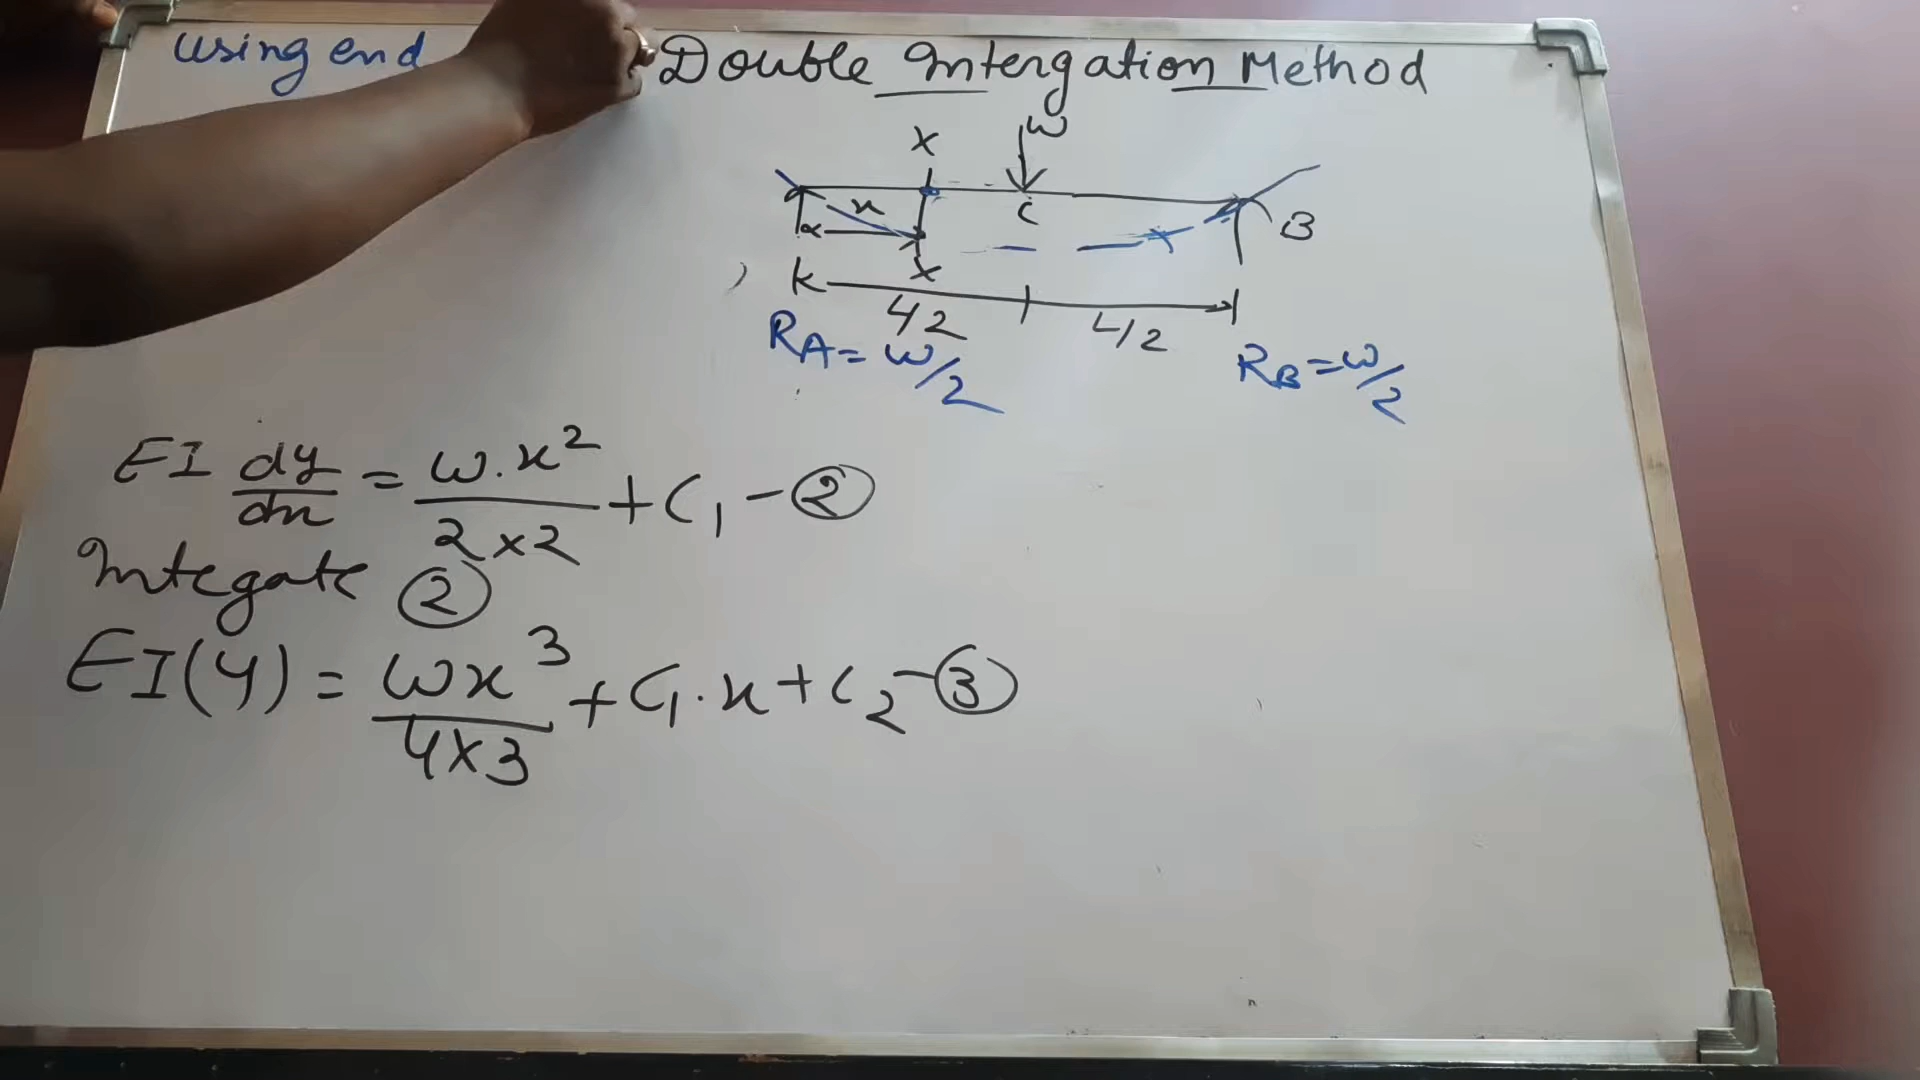 using end
Double Intergation Method
X
W
x
C
B
X
L/2
L/2
RA = W/2
RB = W/2
EI dy/dx = W.x²/2×2 + C₁ - ②
Integate ②
EI(y) = Wx³/4×3 + C₁.x + C₂ - ③